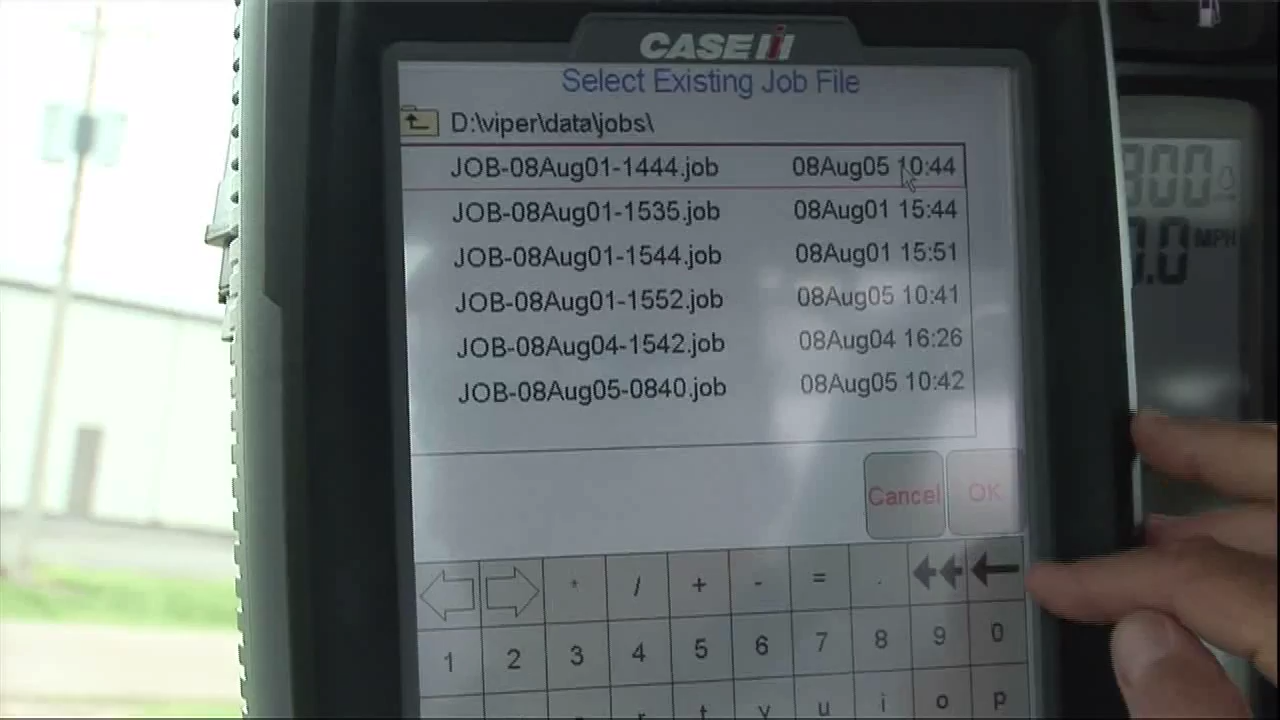 CASE III
Select Existing Job File
D:\viper\data\jobs\
JOB-08Aug01-1444.job 08Aug05 10:44
JOB-08Aug01-1535.job 08Aug01 15:44
JOB-08Aug01-1544.job 08Aug01 15:51
JOB-08Aug01-1552.job 08Aug05 10:41
JOB-08Aug04-1542.job 08Aug04 16:26
JOB-08Aug05-0840.job 08Aug05 10:42
Cancel OK
* / + - = .
1 2 3 4 5 6 7 8 9 0
r t y u i o p
MPH